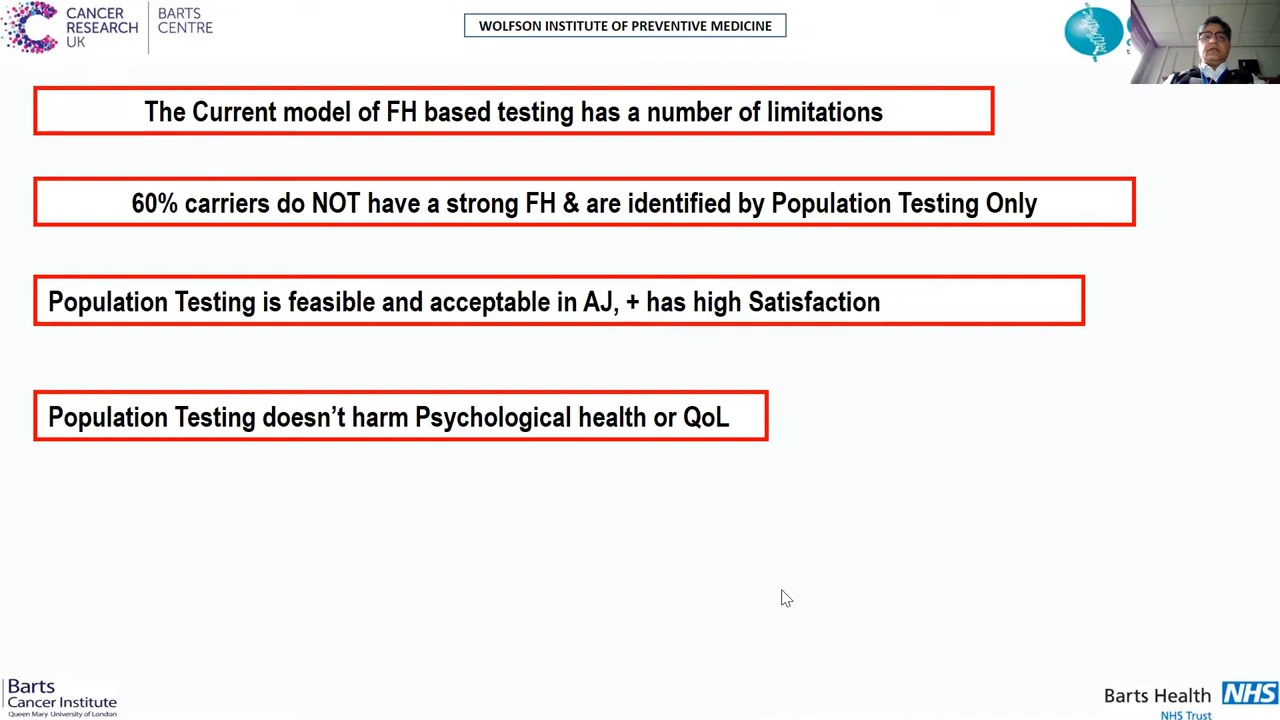 CANCER
RESEARCH
UK
BARTS
CENTRE
WOLFSON INSTITUTE OF PREVENTIVE MEDICINE
The Current model of FH based testing has a number of limitations
60% carriers do NOT have a strong FH & are identified by Population Testing Only
Population Testing is feasible and acceptable in AJ, + has high Satisfaction
Population Testing doesn’t harm Psychological health or QoL
Barts
Cancer Institute
Queen Mary University of London
Barts Health NHS
NHS Trust